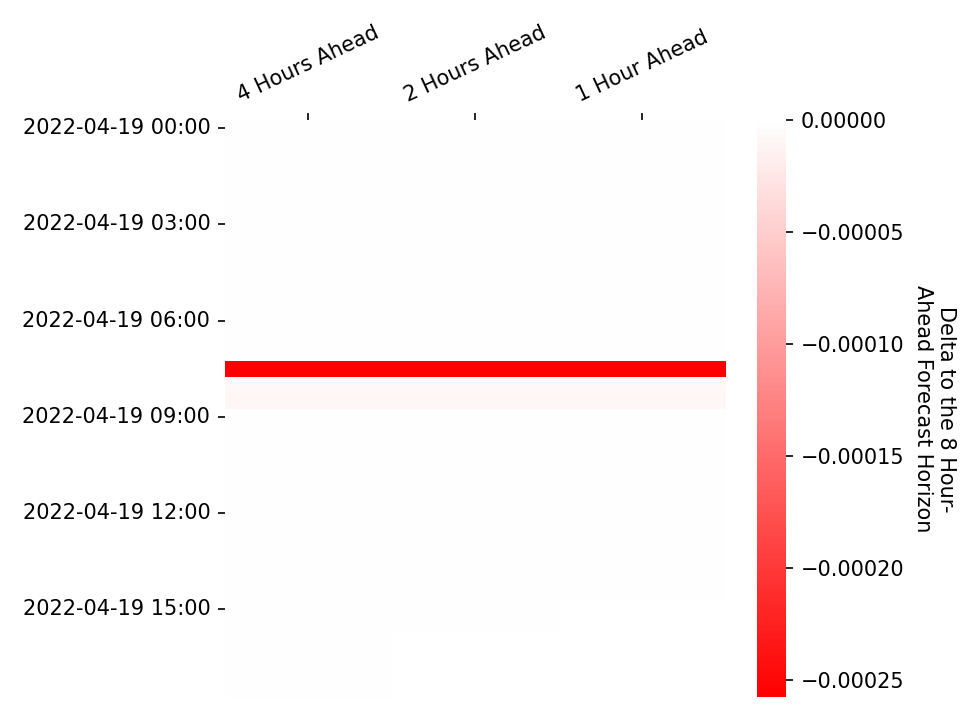 4 Hours Ahead
2 Hours Ahead
1 Hour Ahead
2022-04-19 00:00
2022-04-19 03:00
2022-04-19 06:00
2022-04-19 09:00
2022-04-19 12:00
2022-04-19 15:00
0.00000
−0.00005
−0.00010
−0.00015
−0.00020
−0.00025
Delta to the 8 Hour-
Ahead Forecast Horizon